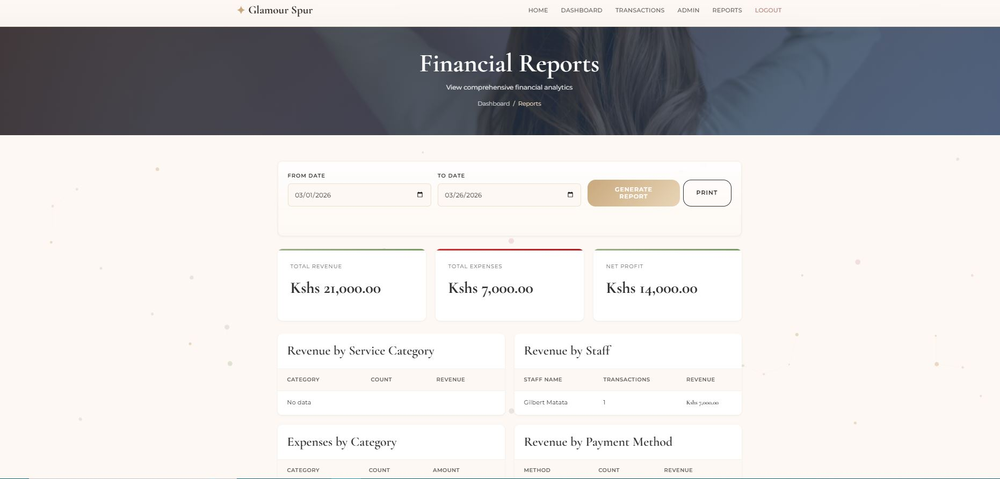 Glamour Spur
HOME DASHBOARD TRANSACTIONS ADMIN REPORTS LOGOUT
Financial Reports
View comprehensive financial analytics
Dashboard / Reports
FROM DATE
03/01/2026
TO DATE
03/26/2026
GENERATE
REPORT
PRINT
TOTAL REVENUE
Kshs 21,000.00
TOTAL EXPENSES
Kshs 7,000.00
NET PROFIT
Kshs 14,000.00
Revenue by Service Category
CATEGORY COUNT REVENUE
No data
Revenue by Staff
STAFF NAME TRANSACTIONS REVENUE
Gilbert Matata 1 Kshs 7,000.00
Expenses by Category
CATEGORY COUNT AMOUNT
Revenue by Payment Method
METHOD COUNT REVENUE